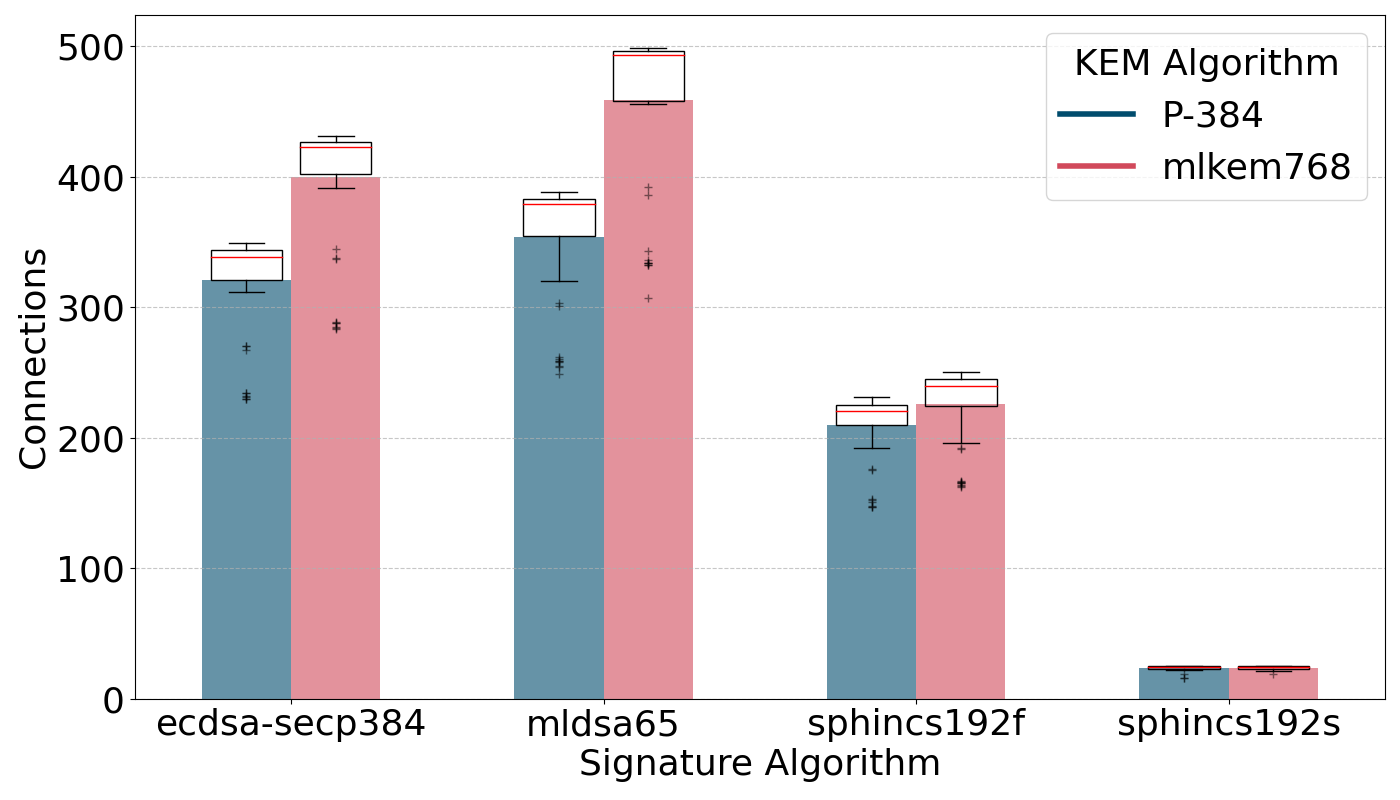 500
400
300
200
100
0
Connections
KEM Algorithm
P-384
mlkem768
ecdsa-secp384
mldsa65
sphincs192f
sphincs192s
Signature Algorithm